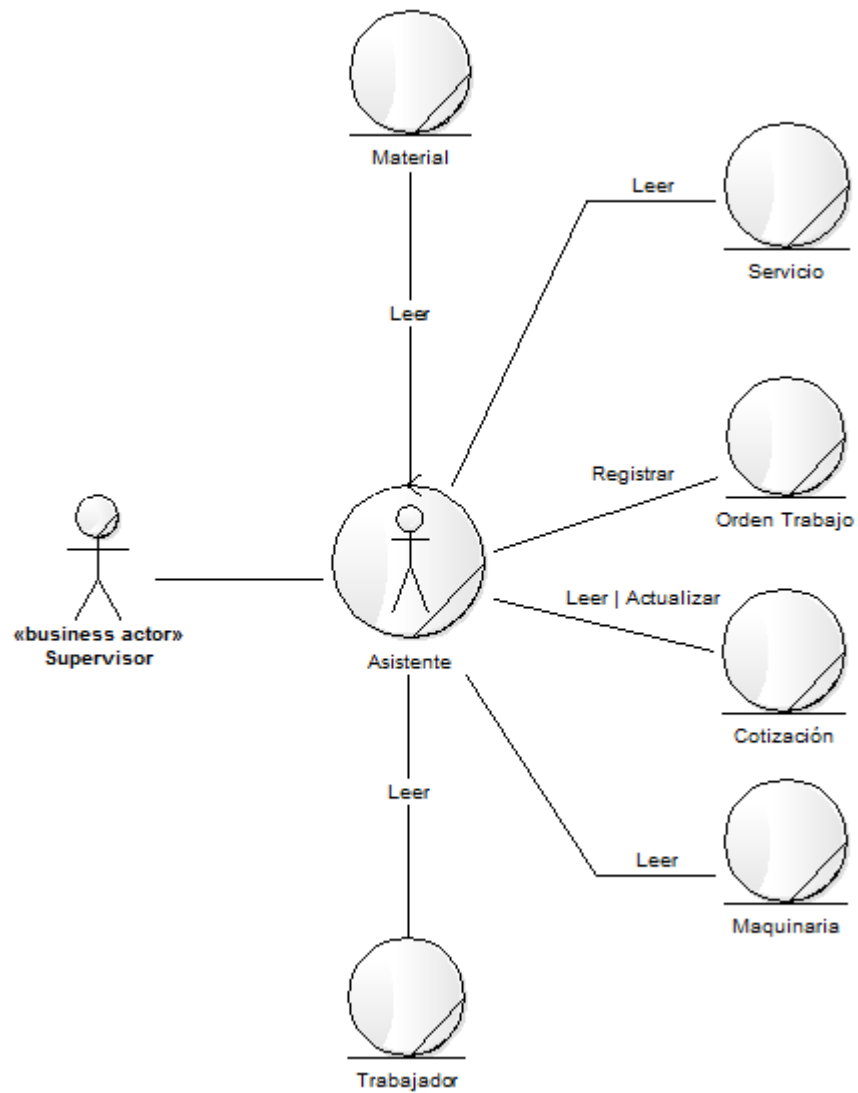 Material
Leer
Servicio
Leer
Registrar
Orden Trabajo
«business actor»
Supervisor
Asistente
Leer | Actualizar
Cotización
Leer
Leer
Maquinaria
Trabajador